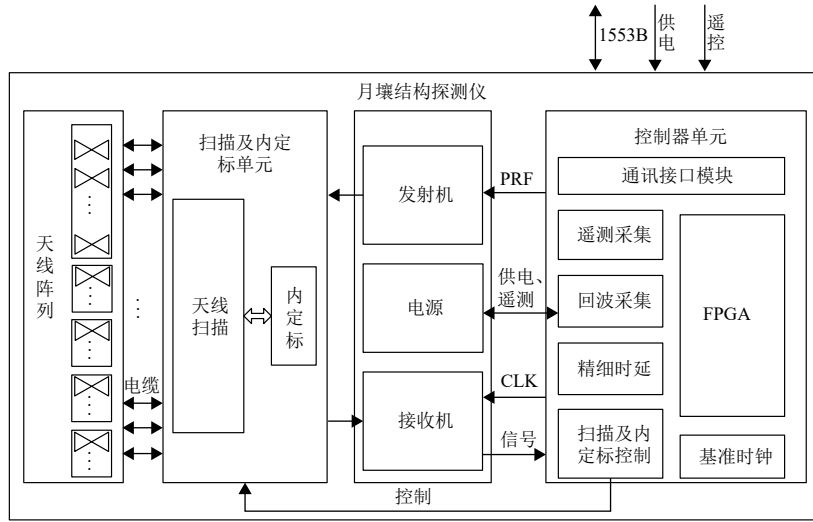 1553B
供
电
遥
控
月壤结构探测仪
天
线
阵
列
电缆
扫描及内定
标单元
天线
扫描
内
定
标
发射机
电源
接收机
PRF
供电、
遥测
CLK
信号
控制
控制器单元
通讯接口模块
遥测采集
回波采集
精细时延
扫描及内
定标控制
FPGA
基准时钟